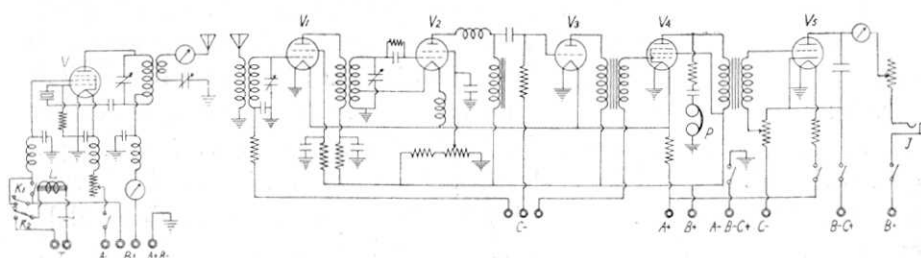 V
V1
V2
V3
V4
V5
P
J
L
K1
K2
A-
B+
A+B-
C-
A+
B+
A-
B-C+
C-
B-C+
B+